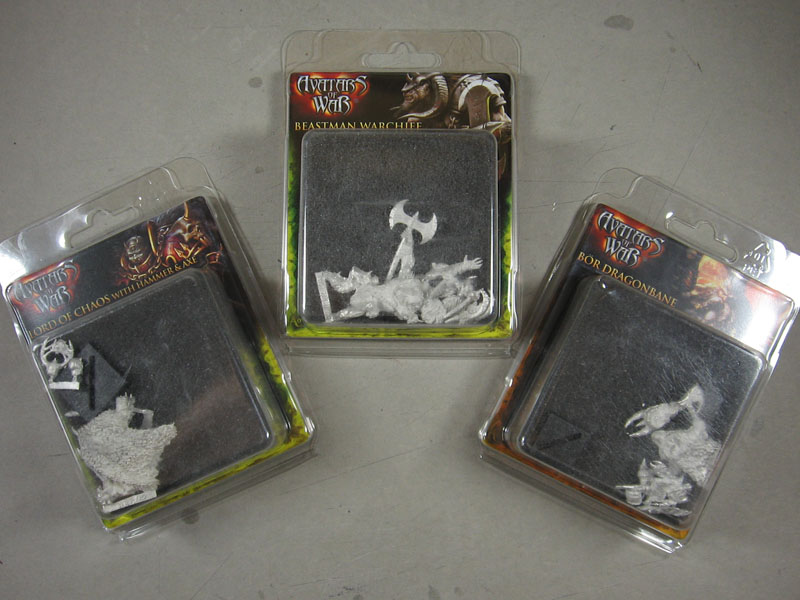 AVATARS
OF
WAR
BEASTMAN WARCHIEF
AVATARS
OF
WAR
LORD OF CHAOS WITH HAMMER & AXE
AVATARS
OF
WAR
BOR DRAGONBANE